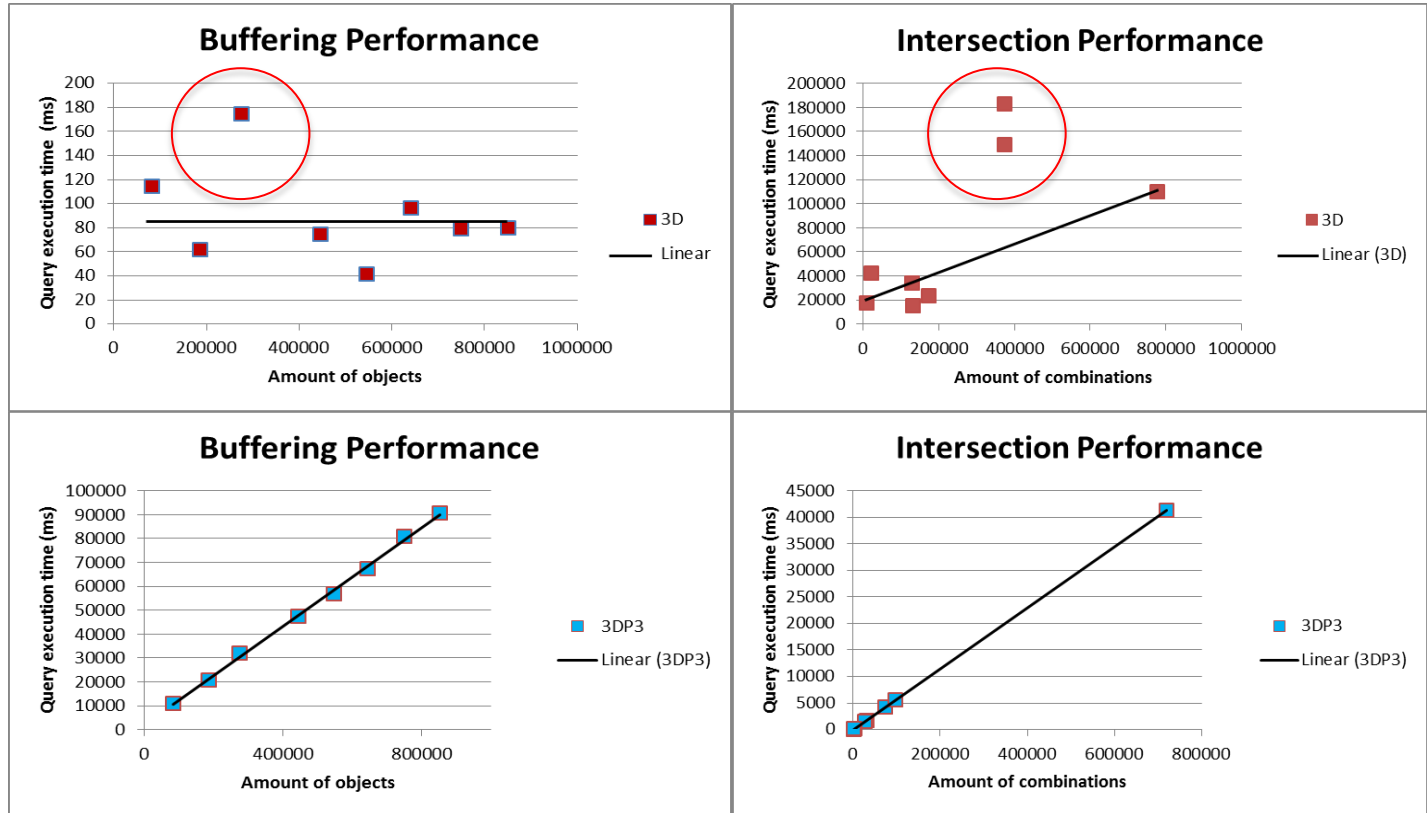 Buffering Performance
Query execution time (ms)
200
180
160
140
120
100
80
60
40
20
0
0 200000 400000 600000 800000 1000000
Amount of objects
3D
Linear
Intersection Performance
Query execution time (ms)
200000
180000
160000
140000
120000
100000
80000
60000
40000
20000
0
0 200000 400000 600000 800000 1000000
Amount of combinations
3D
Linear (3D)
Buffering Performance
Query execution time (ms)
100000
90000
80000
70000
60000
50000
40000
30000
20000
10000
0
0 400000 800000
Amount of objects
3DP3
Linear (3DP3)
Intersection Performance
Query execution time (ms)
45000
40000
35000
30000
25000
20000
15000
10000
5000
0
0 200000 400000 600000 800000
Amount of combinations
3DP3
Linear (3DP3)